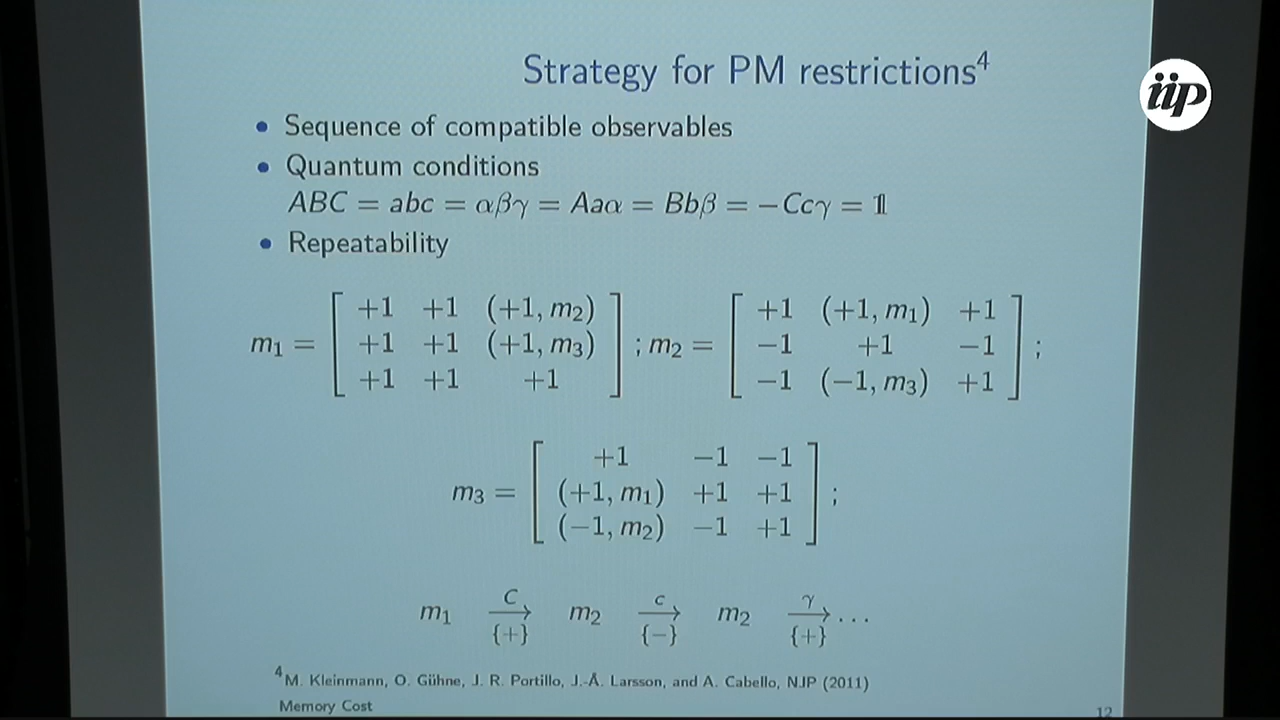 Strategy for PM restrictions⁴
iip
• Sequence of compatible observables
• Quantum conditions
ABC = abc = αβγ = Aaα = Bbβ = −Ccγ = 𝟙
• Repeatability
m₁ = [ +1 +1 (+1, m₂) ; +1 +1 (+1, m₃) ; +1 +1 +1 ] ; m₂ = [ +1 (+1, m₁) +1 ; −1 +1 −1 ; −1 (−1, m₃) +1 ] ;
m₃ = [ +1 −1 −1 ; (+1, m₁) +1 +1 ; (−1, m₂) −1 +1 ] ;
m₁ C→{+} m₂ c→{−} m₂ γ→{+} …
⁴M. Kleinmann, O. Gühne, J. R. Portillo, J.-Å. Larsson, and A. Cabello, NJP (2011)
Memory Cost
12